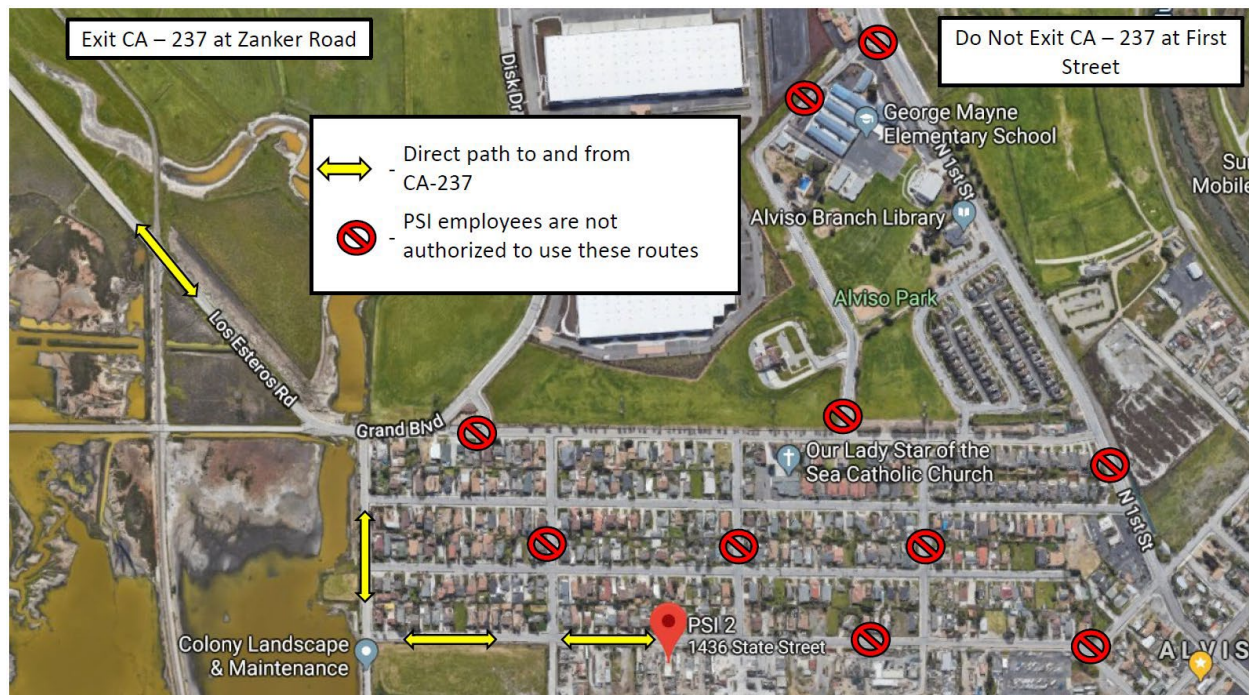 Exit CA – 237 at Zanker Road
Do Not Exit CA – 237 at First
Street
Disk Dr
- Direct path to and from
CA-237
- PSI employees are not
authorized to use these routes
George Mayne
Elementary School
N 1st St
Alviso Branch Library
Su
Mobile
Alviso Park
Los Esteros Rd
Grand Blvd
Our Lady Star of the
Sea Catholic Church
N 1st St
PSI 2
1436 State Street
Colony Landscape
& Maintenance
ALVIS